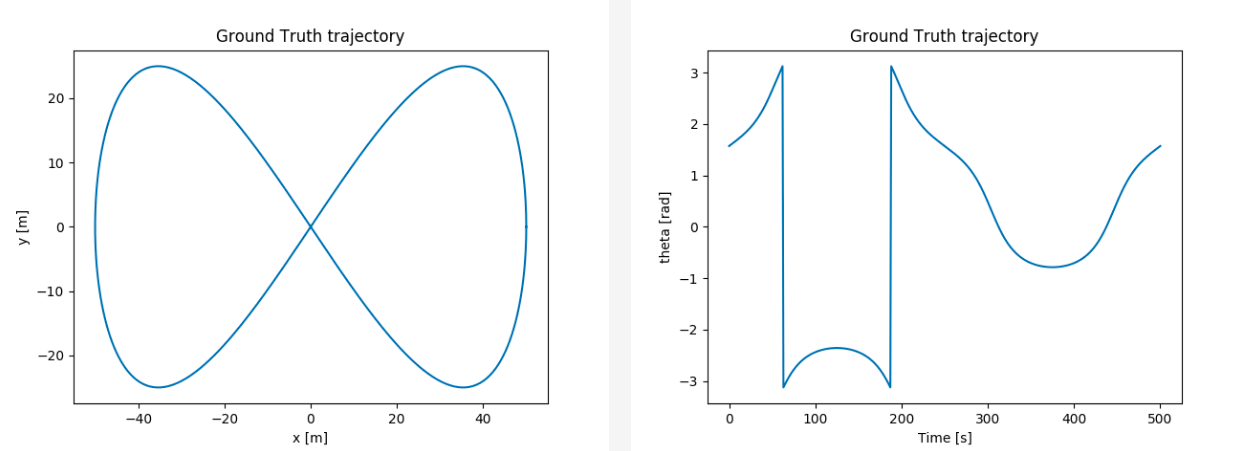 Ground Truth trajectory
20
10
0
−10
−20
y [m]
−40 −20 0 20 40
x [m]
Ground Truth trajectory
3
2
1
0
−1
−2
−3
theta [rad]
0 100 200 300 400 500
Time [s]